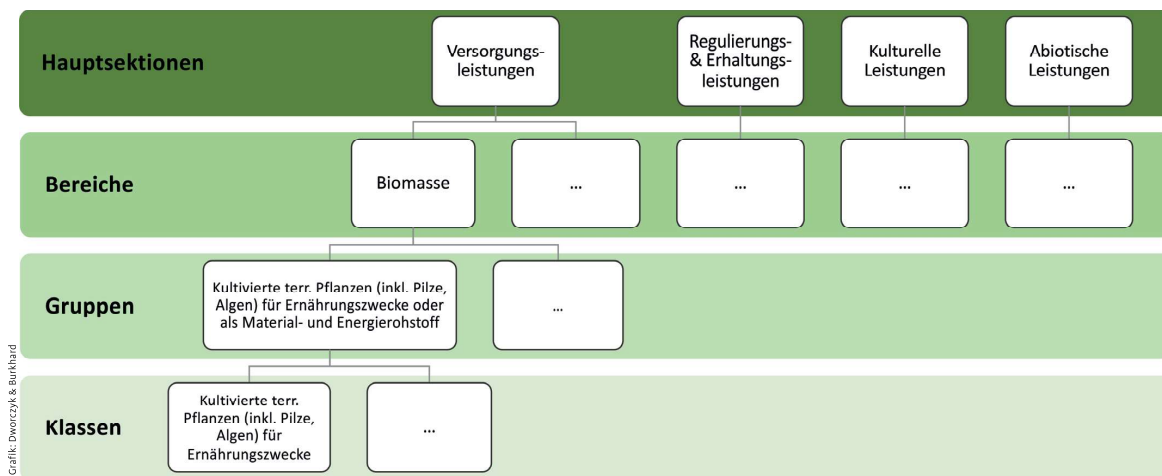 Hauptsektionen
Versorgungs-
leistungen
Regulierungs-
& Erhaltungs-
leistungen
Kulturelle
Leistungen
Abiotische
Leistungen
Bereiche
Biomasse
...
...
...
...
Gruppen
Kultivierte terr. Pflanzen (inkl. Pilze,
Algen) für Ernährungszwecke oder
als Material- und Energierohstoff
...
Klassen
Kultivierte terr.
Pflanzen (inkl. Pilze,
Algen) für
Ernährungszwecke
...
Grafik: Dworczyk & Burkhard